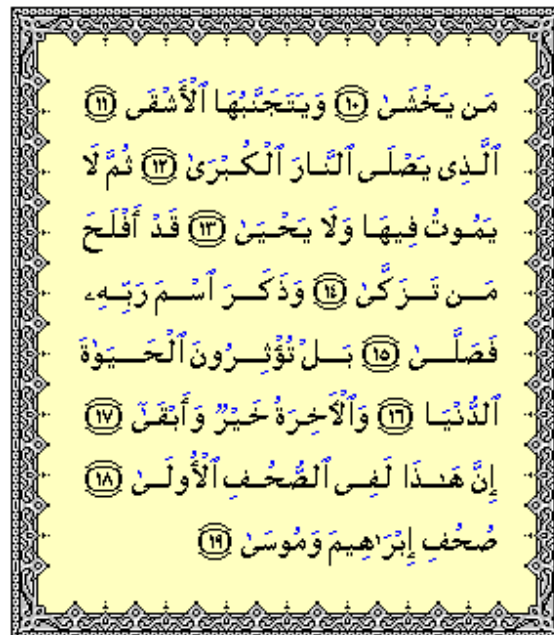 مَن يَخْشَىٰ ١٠ وَيَتَجَنَّبُهَا ٱلْأَشْقَى ١١
ٱلَّذِى يَصْلَى ٱلنَّارَ ٱلْكُبْرَىٰ ١٢ ثُمَّ لَا
يَمُوتُ فِيهَا وَلَا يَحْيَىٰ ١٣ قَدْ أَفْلَحَ
مَن تَزَكَّىٰ ١٤ وَذَكَرَ ٱسْمَ رَبِّهِۦ
فَصَلَّىٰ ١٥ بَلْ تُؤْثِرُونَ ٱلْحَيَوٰةَ
ٱلدُّنْيَا ١٦ وَٱلْأَخِرَةُ خَيْرٌ وَأَبْقَىٰٓ ١٧
إِنَّ هَٰذَا لَفِى ٱلصُّحُفِ ٱلْأُولَىٰ ١٨
صُحُفِ إِبْرَٰهِيمَ وَمُوسَىٰ ١٩